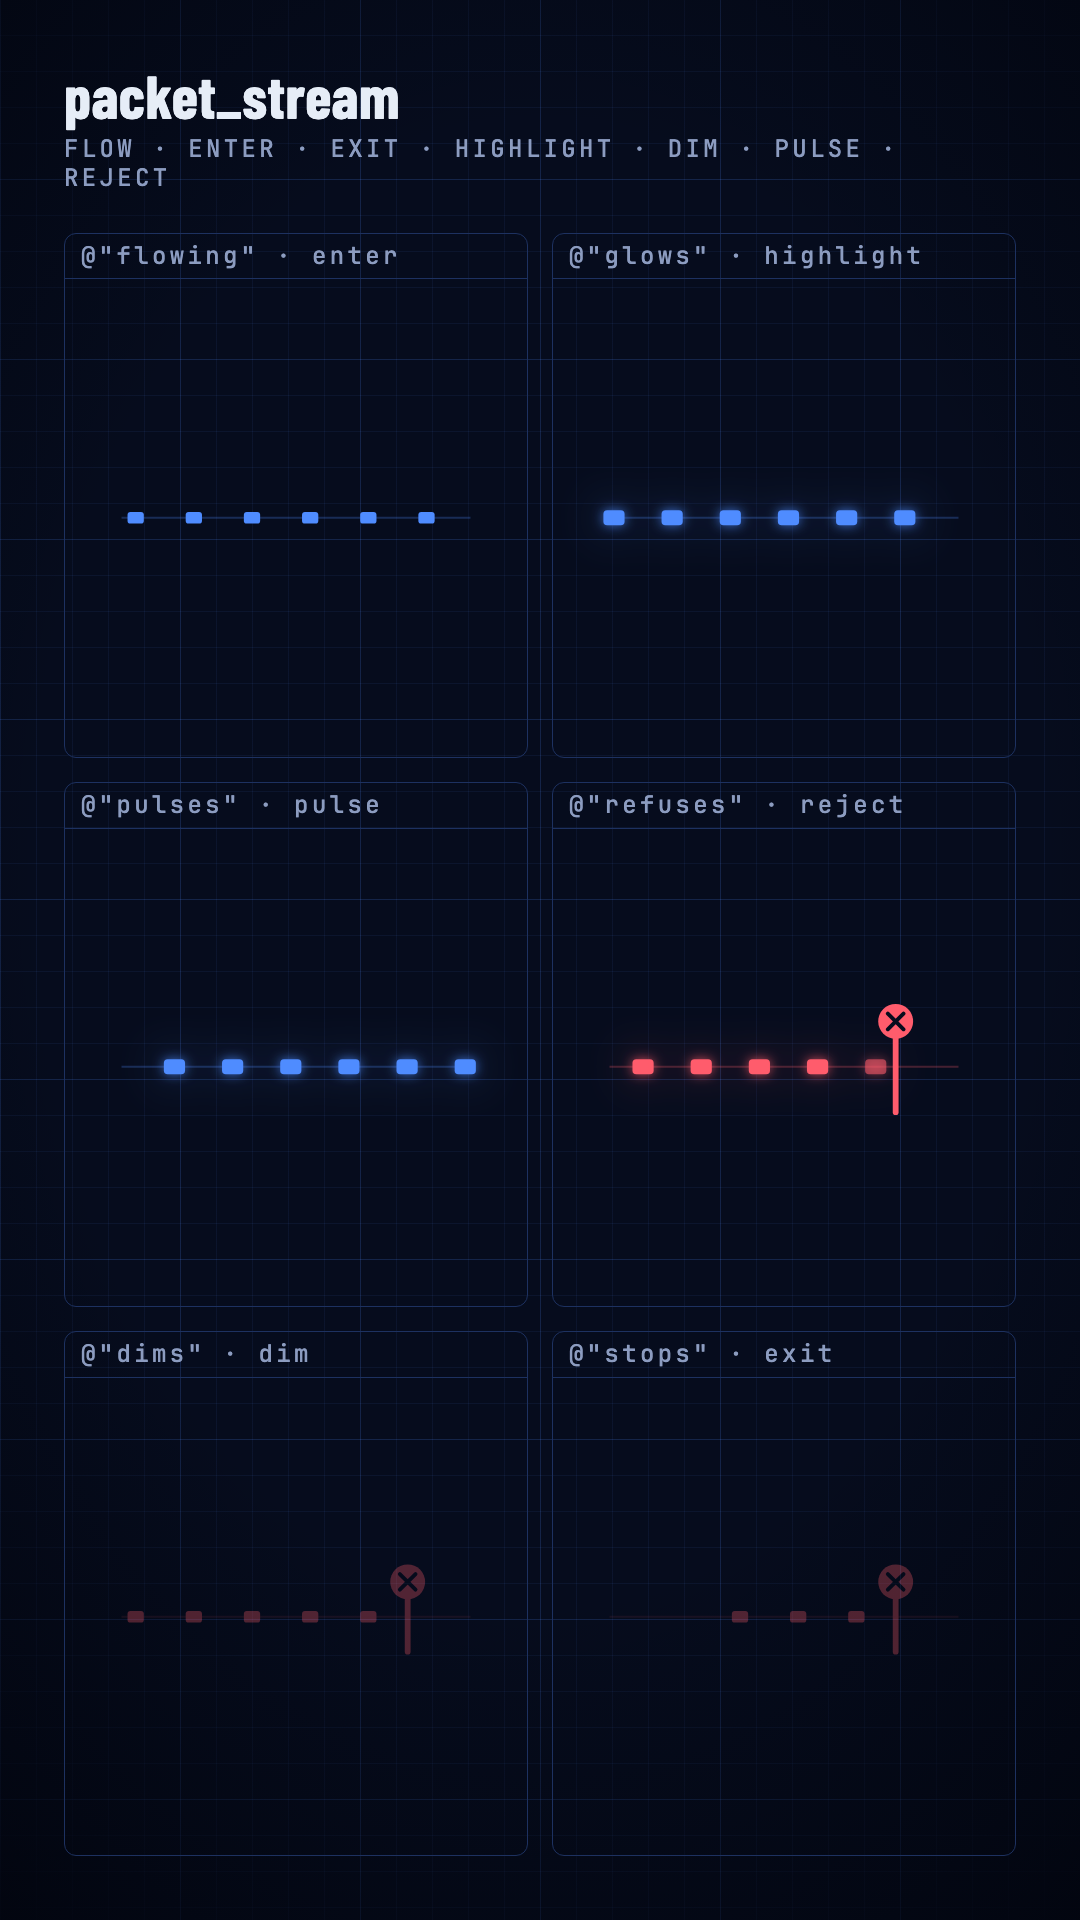 packet_stream
FLOW · ENTER · EXIT · HIGHLIGHT · DIM · PULSE ·
REJECT
@"flowing" · enter
@"glows" · highlight
@"pulses" · pulse
@"refuses" · reject
@"dims" · dim
@"stops" · exit